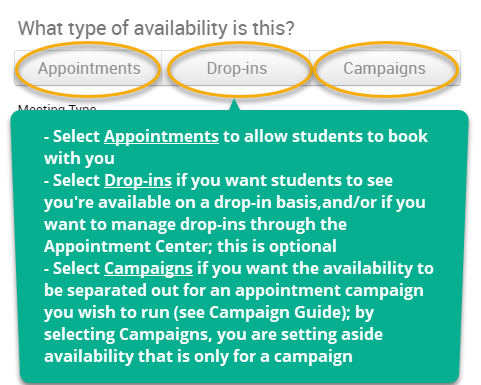 What type of availability is this?
Appointments Drop-ins Campaigns
Meeting Type
- Select Appointments to allow students to book
with you
- Select Drop-ins if you want students to see
you're available on a drop-in basis,and/or if you
want to manage drop-ins through the
Appointment Center; this is optional
- Select Campaigns if you want the availability to
be separated out for an appointment campaign
you wish to run (see Campaign Guide); by
selecting Campaigns, you are setting aside
availability that is only for a campaign